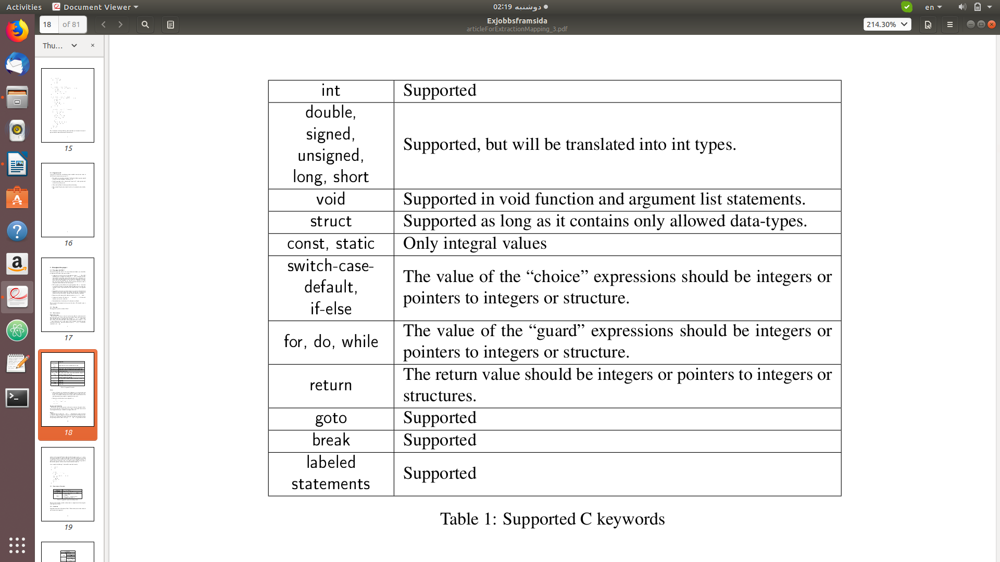 Activities
Document Viewer
دوشنبه 02:19
en
18 of 81
Exjobbsframsida
articleForExtractionMapping_3.pdf
214.30%
Thu...
15
16
17
18
19
int Supported
double,
signed,
unsigned,
long, short
Supported, but will be translated into int types.
void Supported in void function and argument list statements.
struct Supported as long as it contains only allowed data-types.
const, static Only integral values
switch-case-
default,
if-else
The value of the “choice” expressions should be integers or
pointers to integers or structure.
for, do, while
The value of the “guard” expressions should be integers or
pointers to integers or structure.
return
The return value should be integers or pointers to integers or
structures.
goto Supported
break Supported
labeled
statements
Supported
Table 1: Supported C keywords